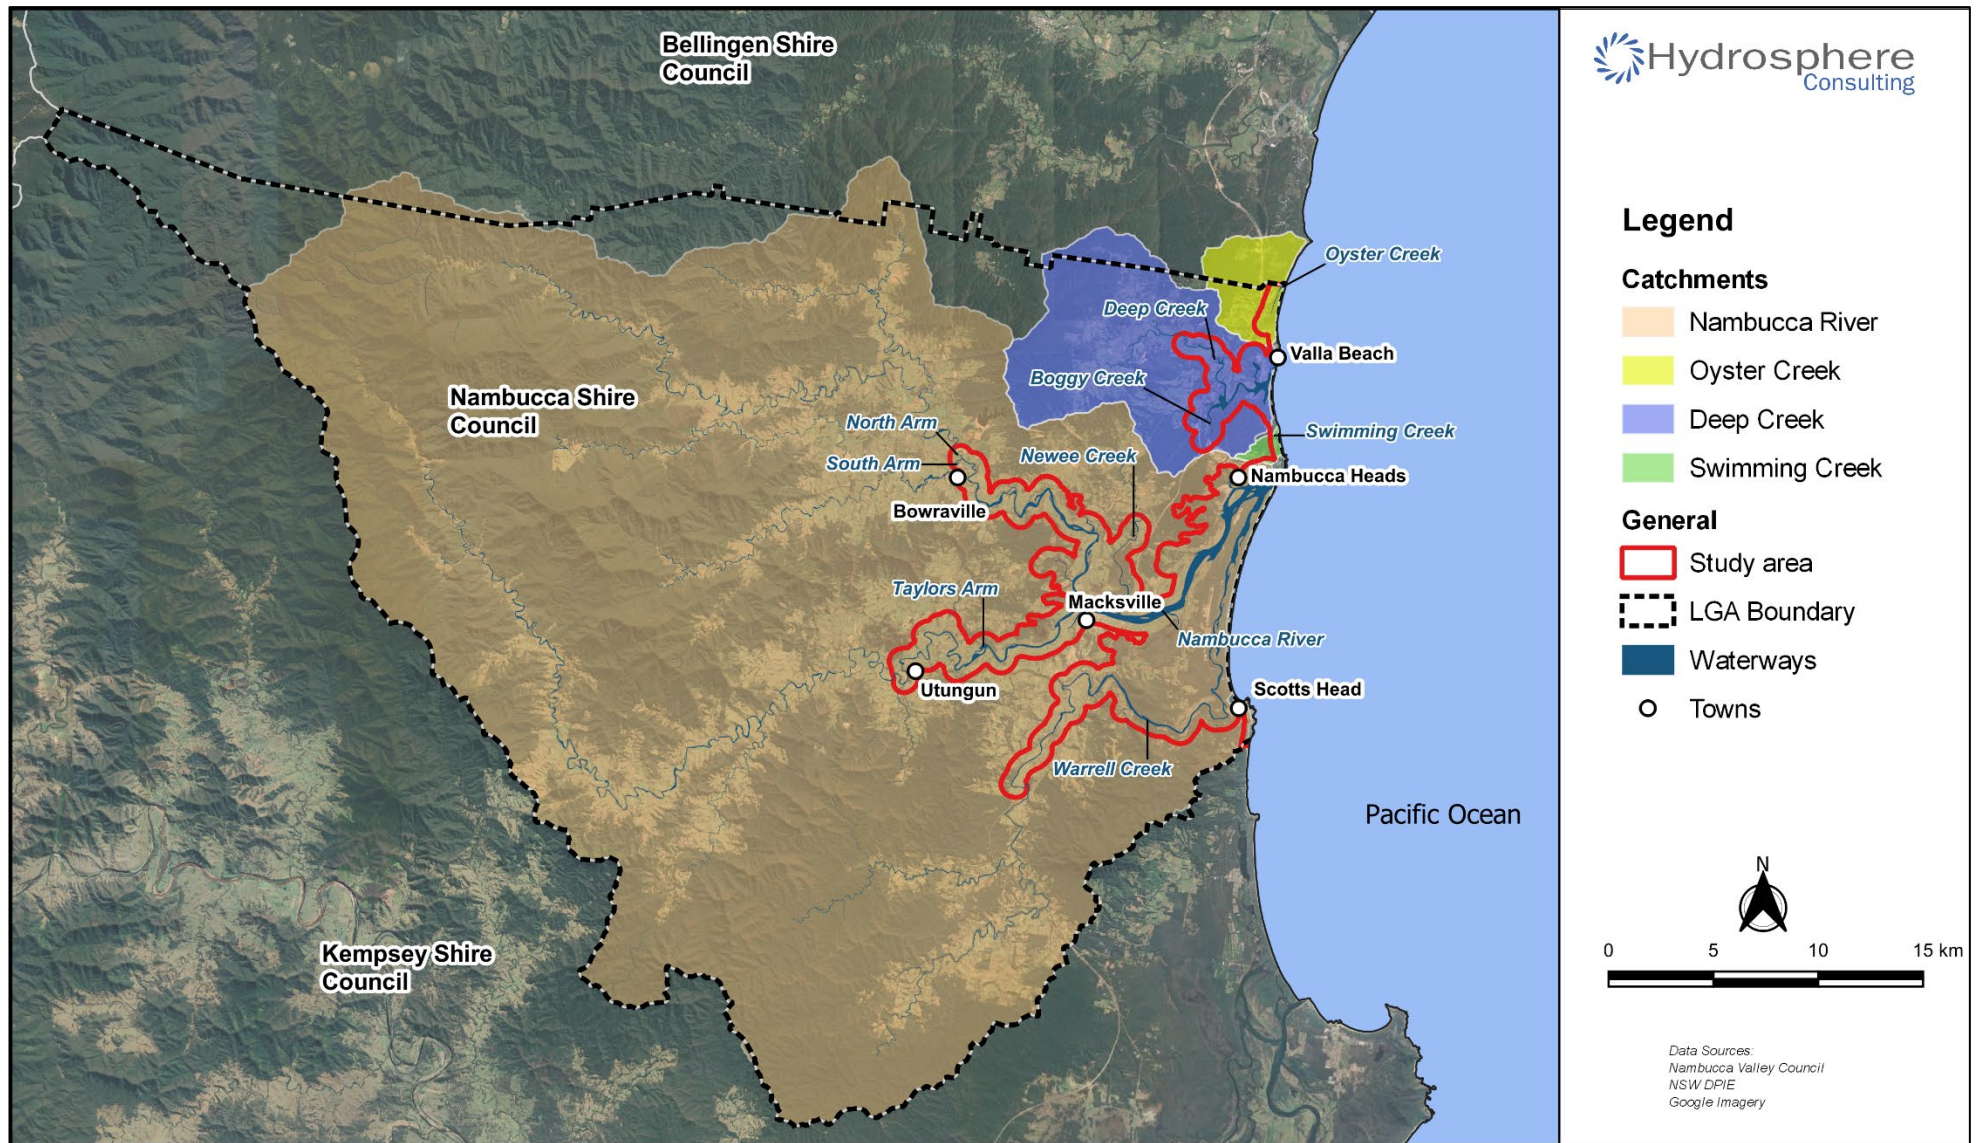 Bellingen Shire
Council
Oyster Creek
Deep Creek
Valla Beach
Boggy Creek
Nambucca Shire
Council
North Arm
Swimming Creek
South Arm
Newee Creek
Nambucca Heads
Bowraville
Taylors Arm
Macksville
Nambucca River
Utungun
Scotts Head
Warrell Creek
Pacific Ocean
Kempsey Shire
Council
Hydrosphere
Consulting
Legend
Catchments
Nambucca River
Oyster Creek
Deep Creek
Swimming Creek
General
Study area
LGA Boundary
Waterways
Towns
N
0 5 10 15 km
Data Sources:
Nambucca Valley Council
NSW DPIE
Google Imagery